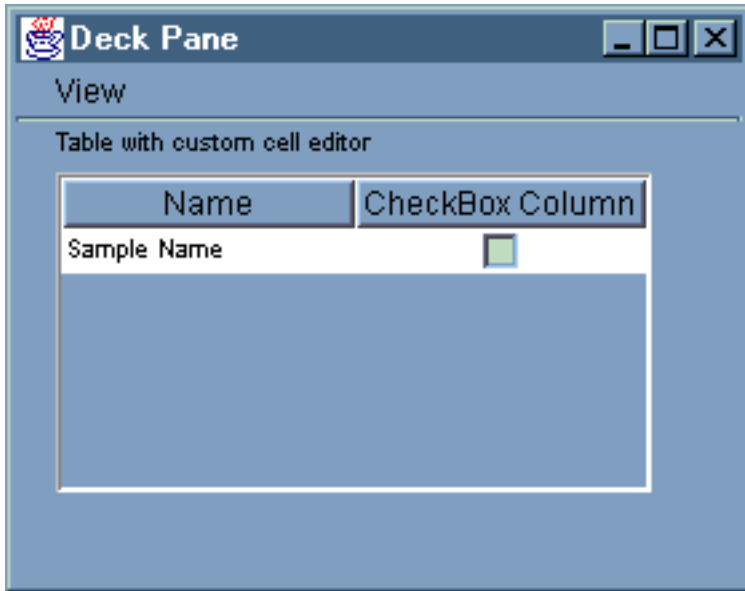 Deck Pane
View
Table with custom cell editor
Name CheckBox Column
Sample Name